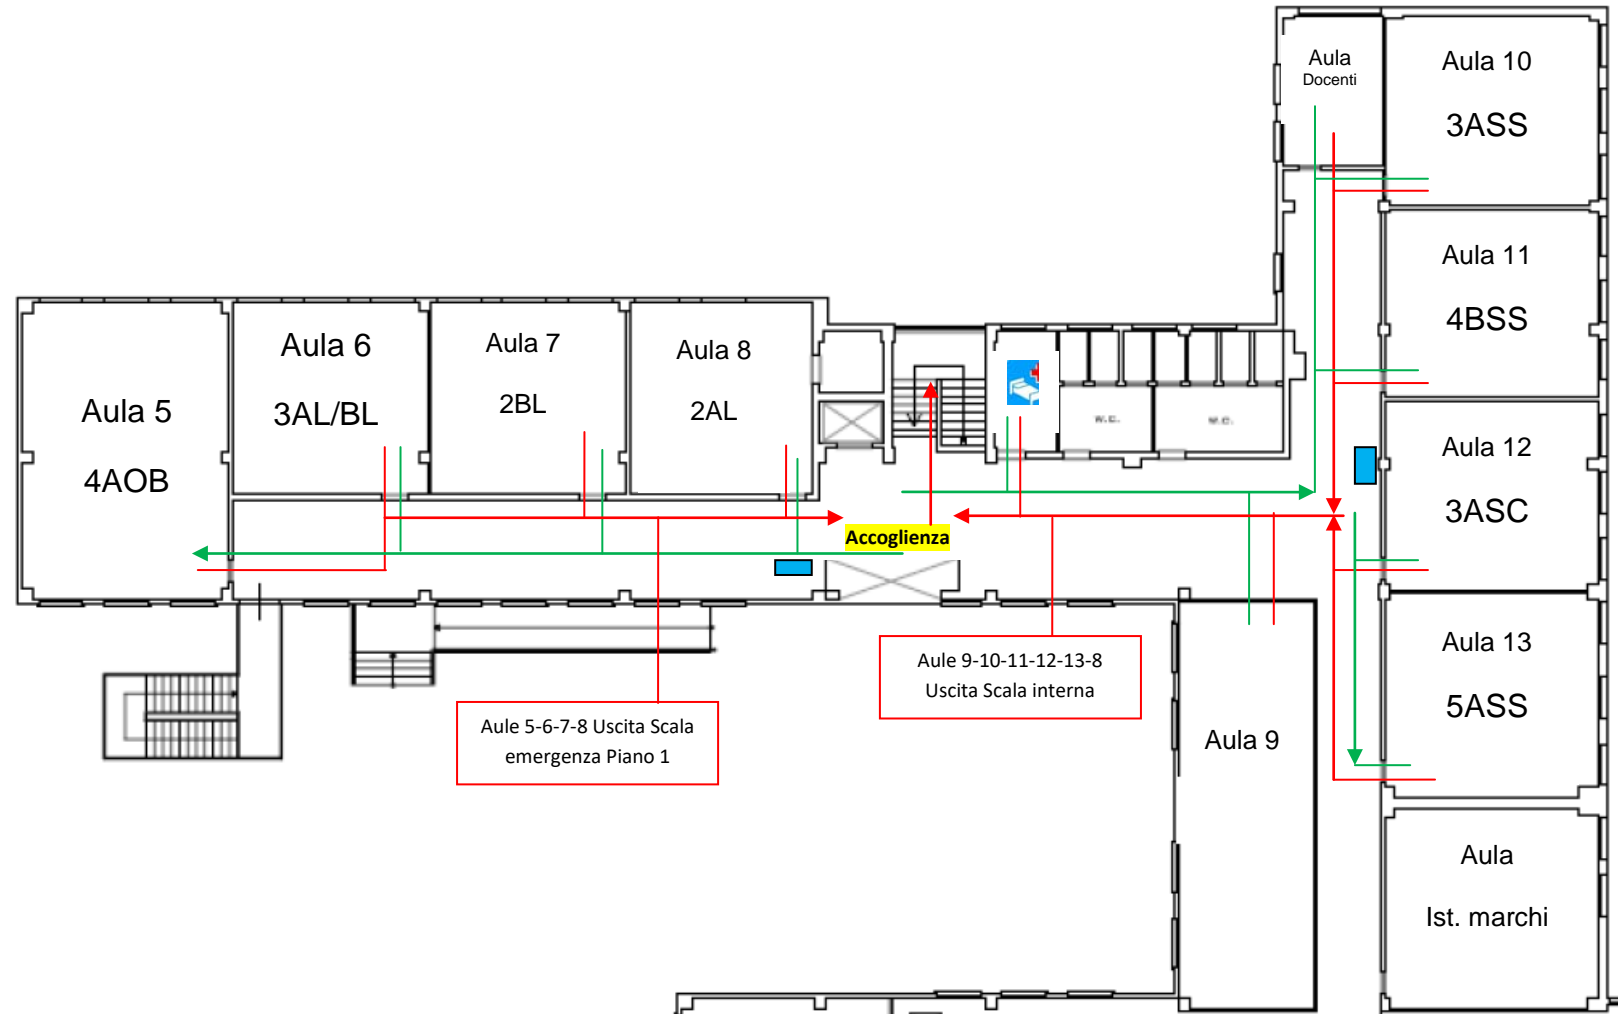 Aula
Docenti
Aula 10
3ASS
Aula 11
4BSS
Aula 5
4AOB
Aula 6
3AL/BL
Aula 7
2BL
Aula 8
2AL
W.C.
W.C.
Aula 12
3ASC
Accoglienza
Aule 5-6-7-8 Uscita Scala
emergenza Piano 1
Aule 9-10-11-12-13-8
Uscita Scala interna
Aula 9
Aula 13
5ASS
Aula
Ist. marchi